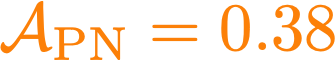 𝒜_PN = 0.38